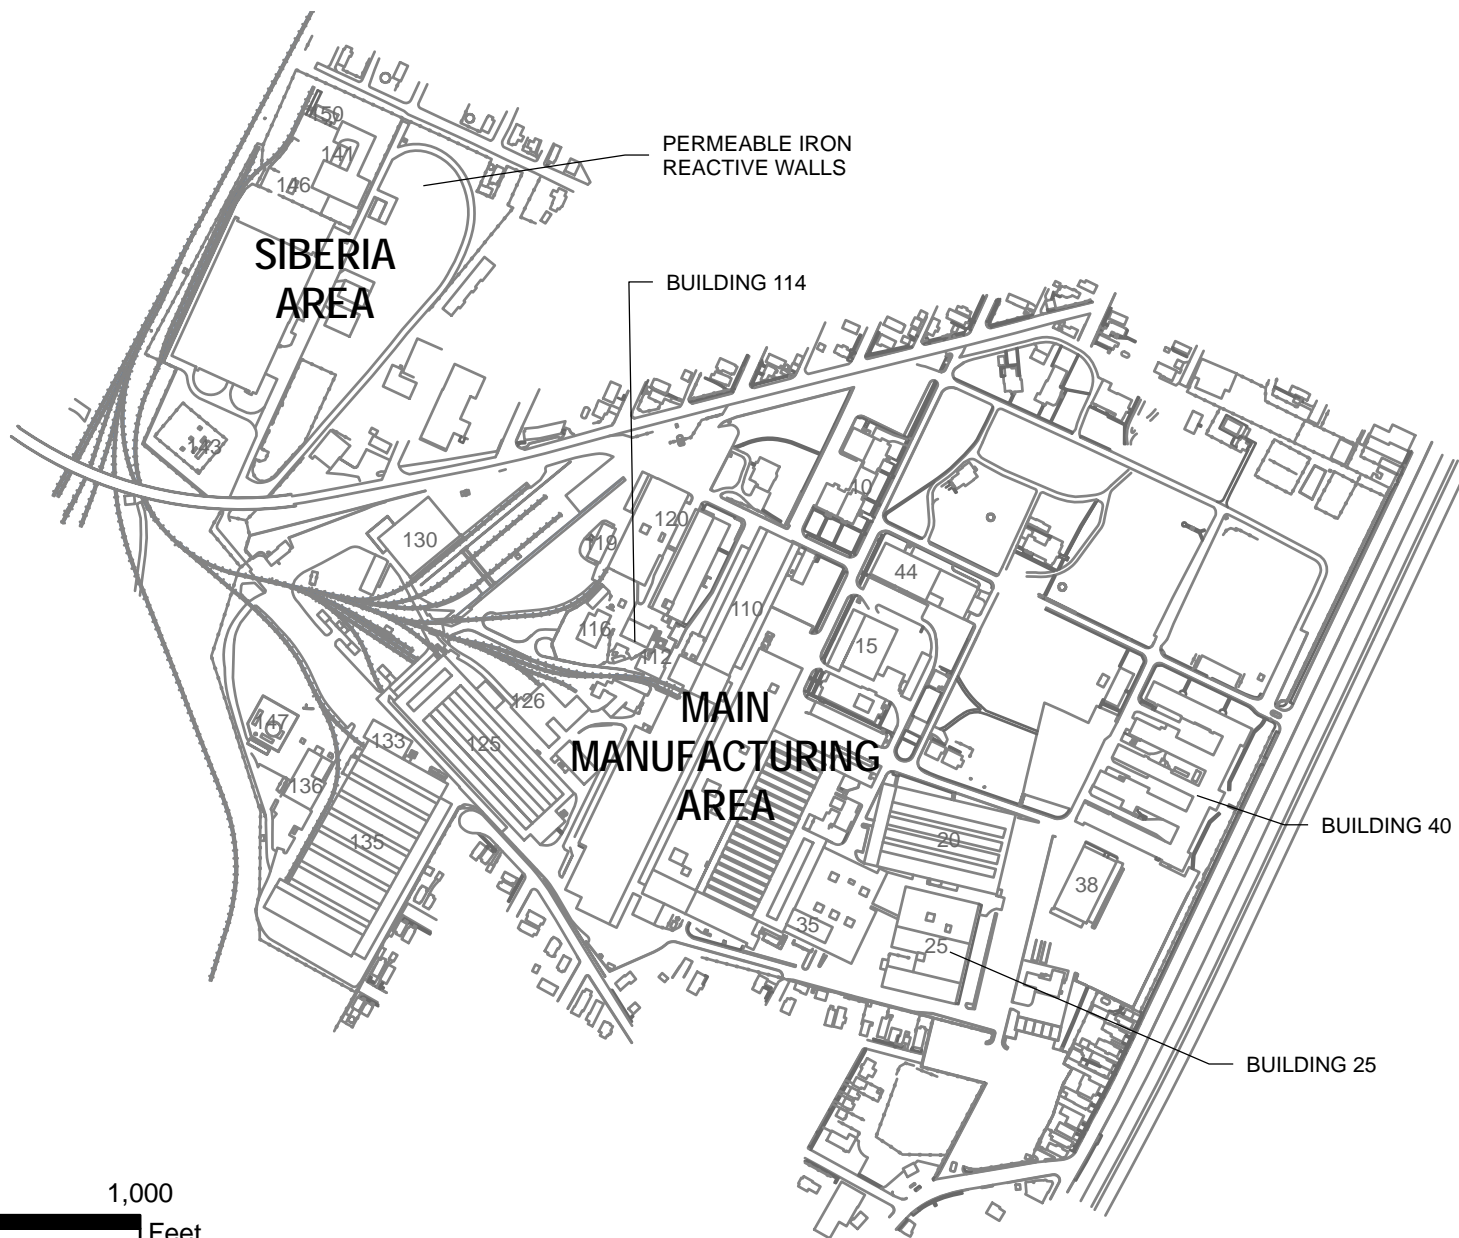 150
141
146
PERMEABLE IRON
REACTIVE WALLS
SIBERIA
AREA
BUILDING 114
143
10
120
130
119
44
110
116
112
15
MAIN
MANUFACTURING
AREA
126
147
133
125
136
135
20
BUILDING 40
38
35
25
BUILDING 25
1,000
Feet